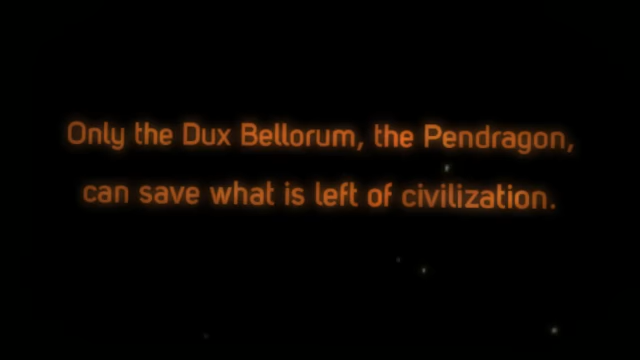 Only the Dux Bellorum, the Pendragon,
can save what is left of civilization.